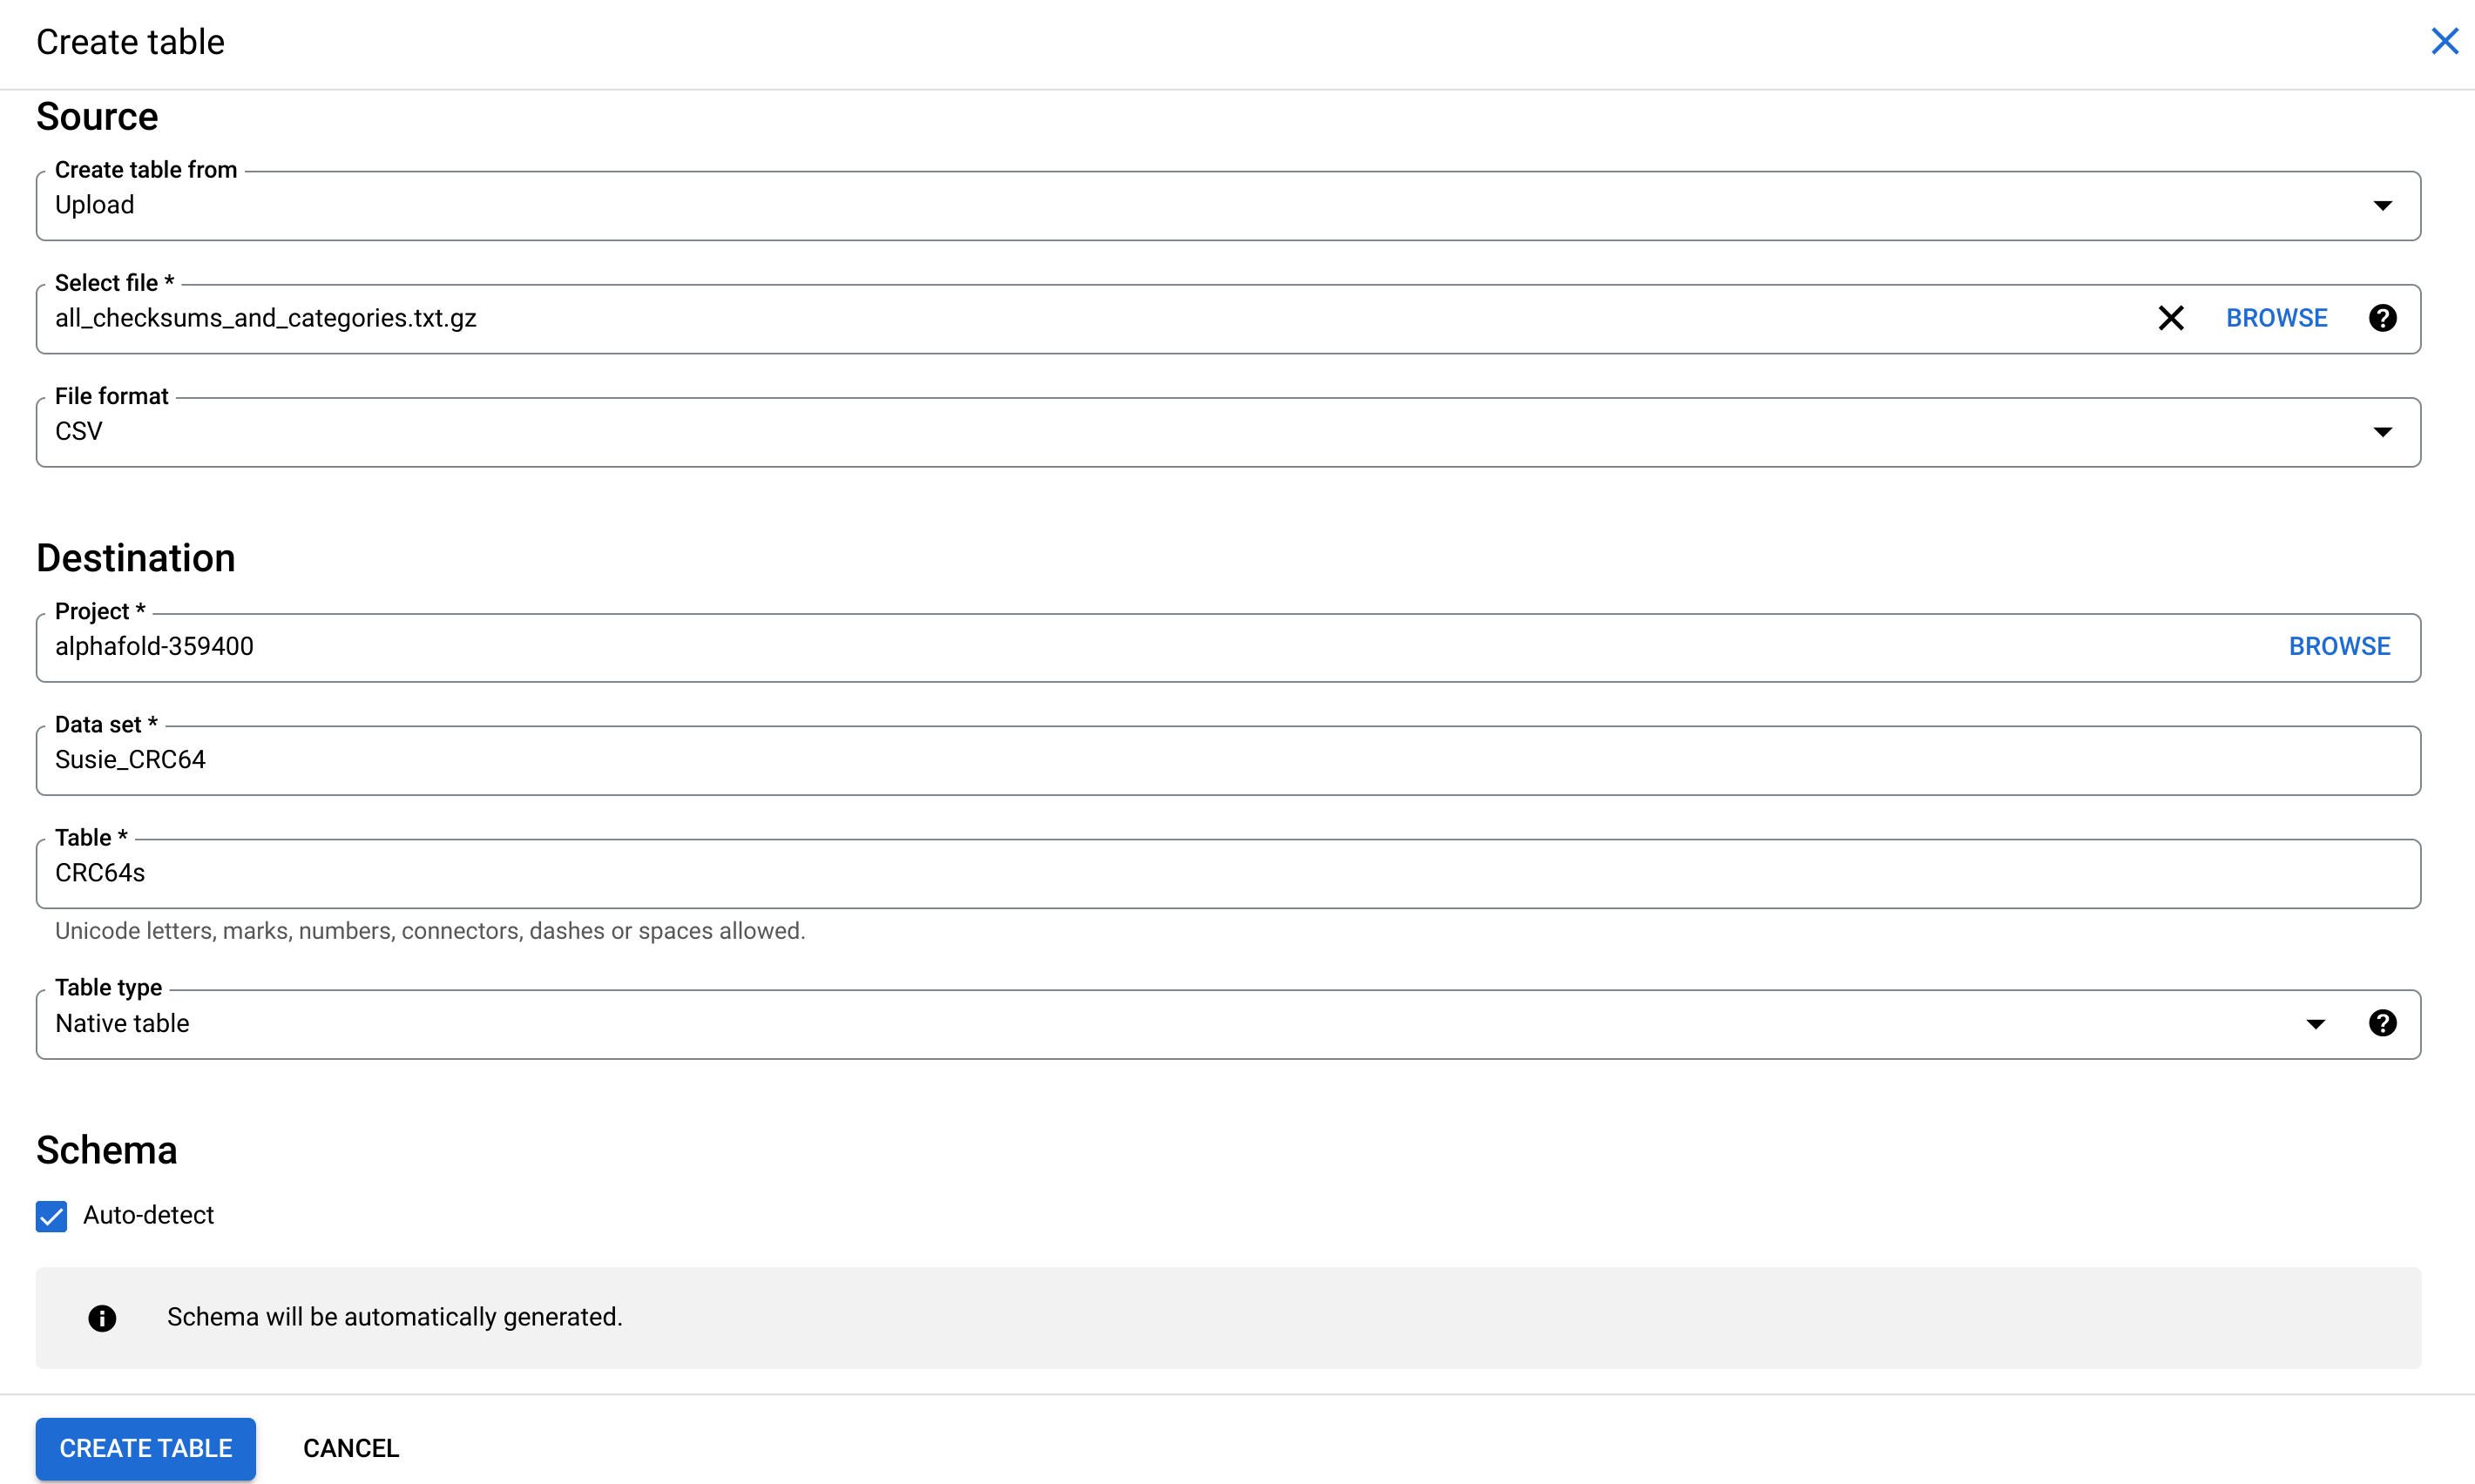 Create table
Source
Create table from
Upload
Select file *
all_checksums_and_categories.txt.gz
BROWSE
File format
CSV
Destination
Project *
alphafold-359400
BROWSE
Data set *
Susie_CRC64
Table *
CRC64s
Unicode letters, marks, numbers, connectors, dashes or spaces allowed.
Table type
Native table
Schema
Auto-detect
Schema will be automatically generated.
CREATE TABLE CANCEL